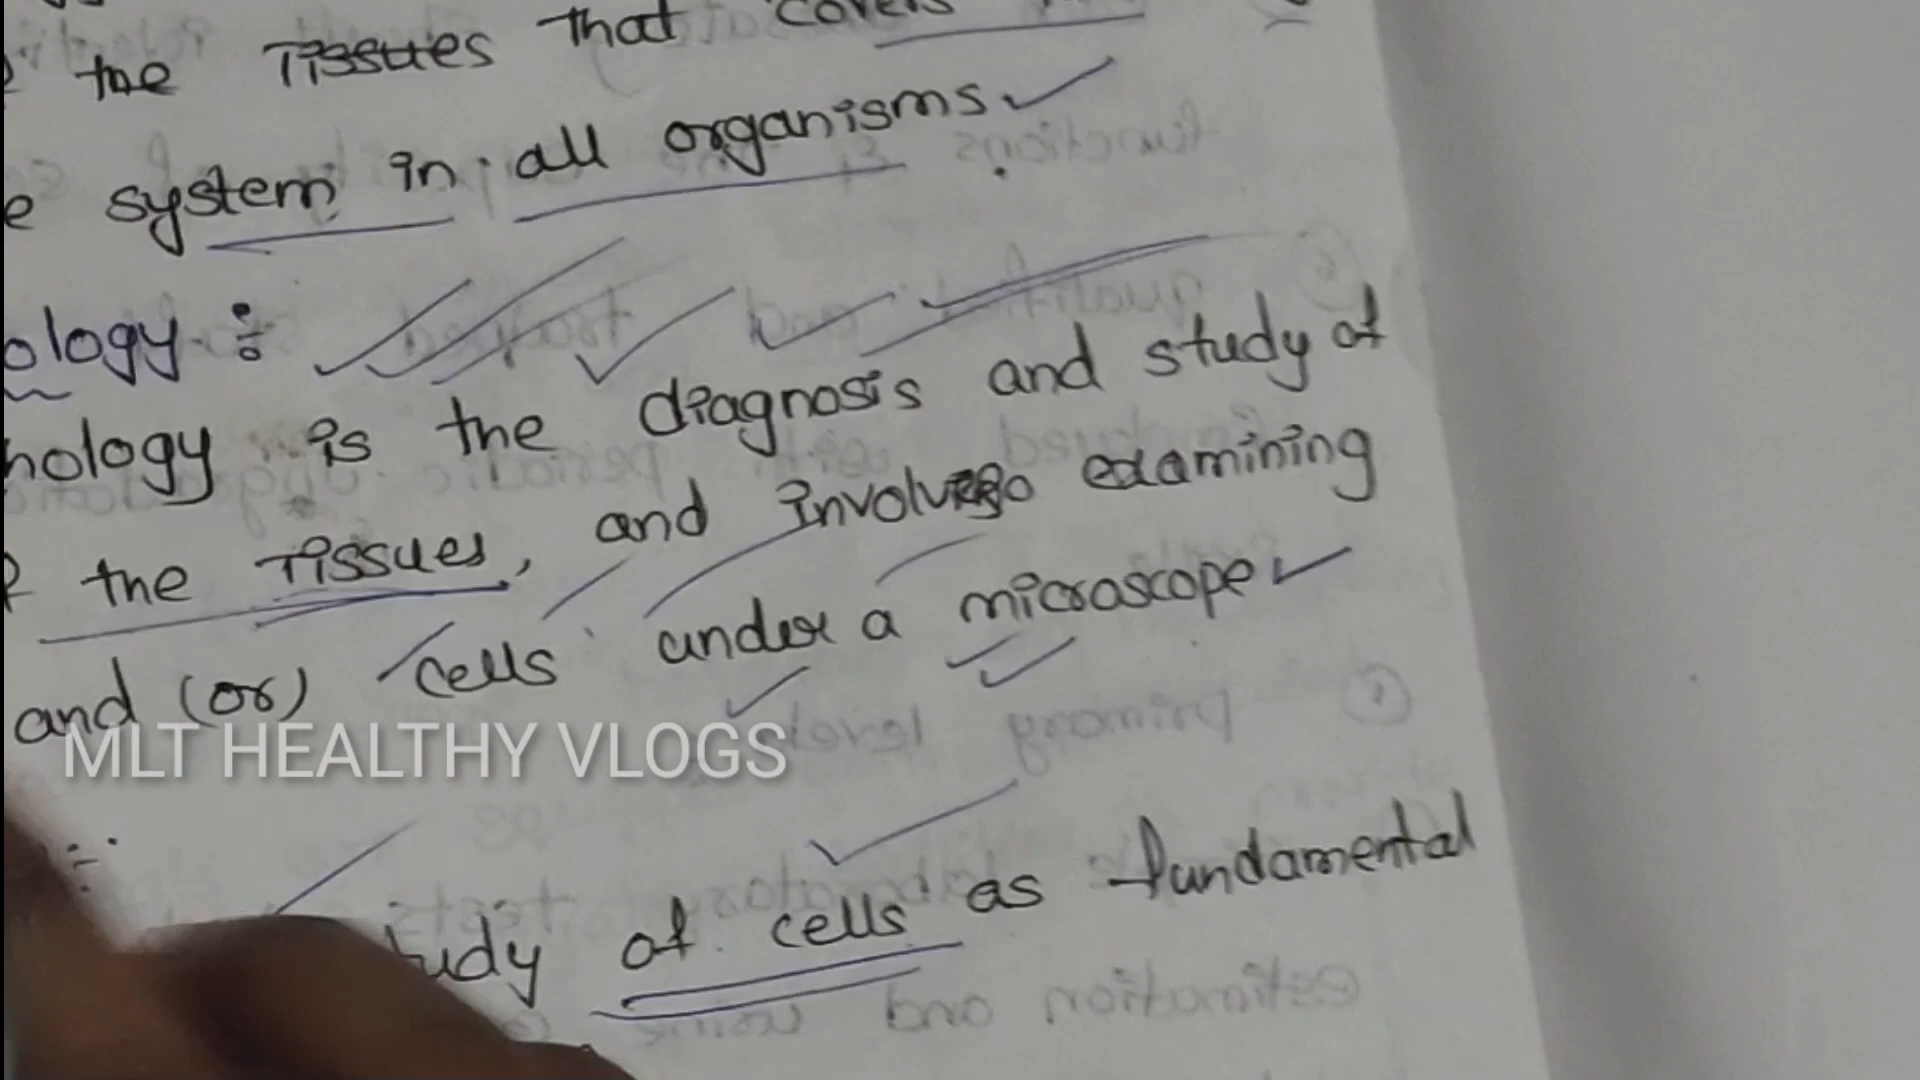 the Tissues that covers
e system in all organisms
ology :
hology is the diagnosis and study of
the Tissues, and involves examining
and (or) cells under a microscope
MLT HEALTHY VLOGS
:-
tudy of cells as fundamental